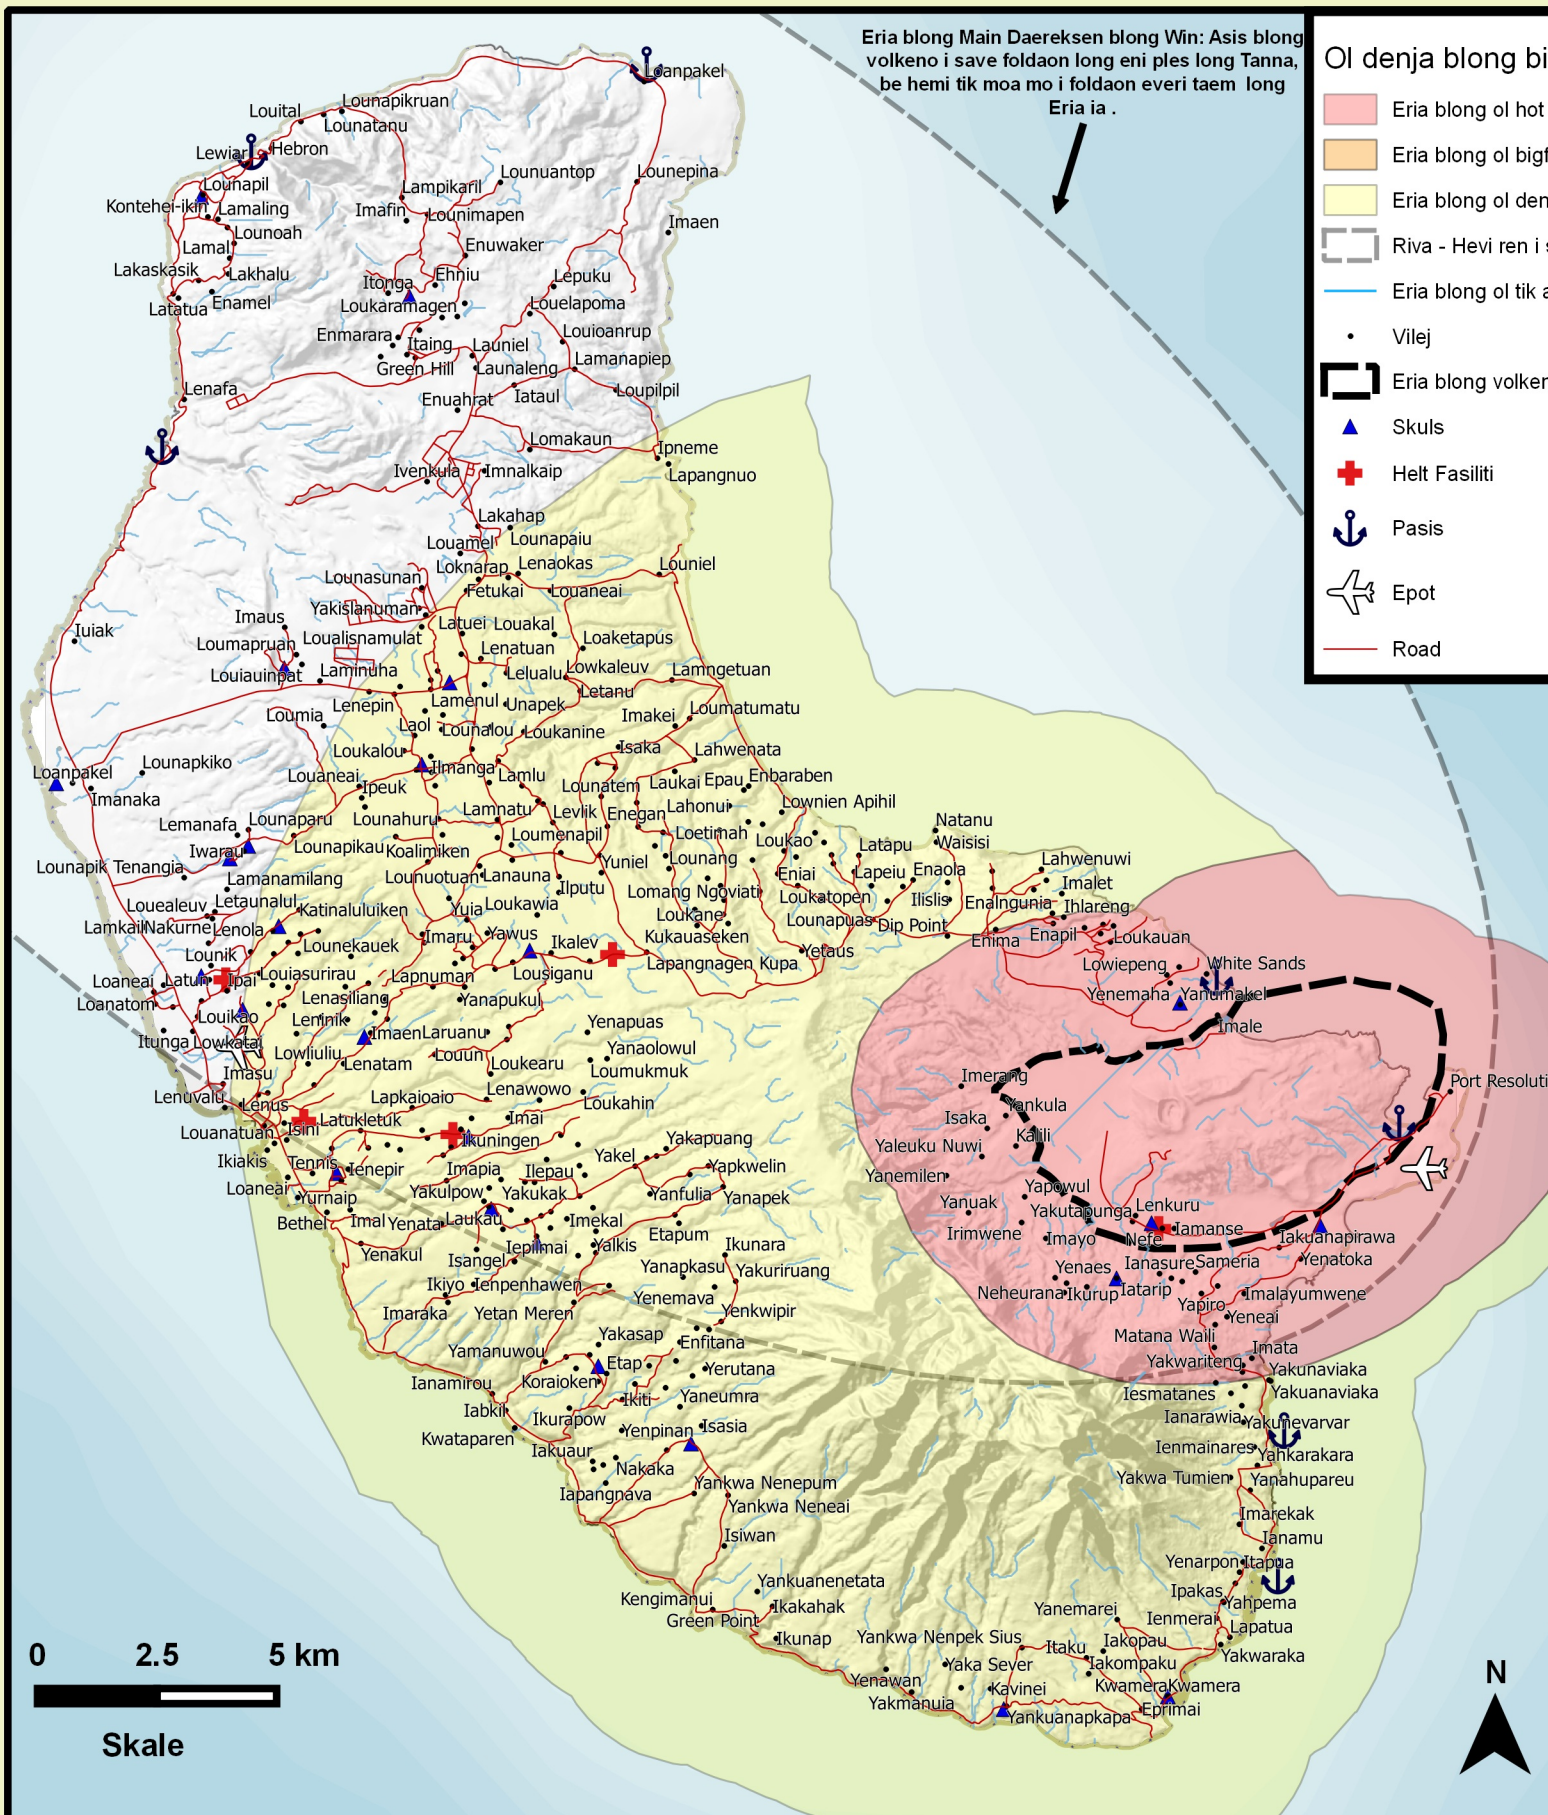 Eria blong Main Daereksen blong Win: Asis blong
volkeno i save foldaon long eni ples long Tanna,
be hemi tik moa mo i foldaon everi taem long
Eria ia .
Ol denja blong bi
Eria blong ol hot
Eria blong ol bigf
Eria blong ol den
Riva - Hevi ren i s
Eria blong ol tik a
Vilej
Eria blong volken
Skuls
Helt Fasiliti
Pasis
Epot
Road
Loanpakel
Lounapikruan
Louital
Lounatanu
Hebron
Lewiar
Lounapil
Kontehei-ikin
Lamaling
Lounoah
Lamal
Lakaskasik
Lakhalu
Latatua
Enamel
Lampikaril
Lounuantop
Lounepina
Imafin
Lounimapen
Imaen
Enuwaker
Itonga
Ehniu
Lepuku
Loukaramagen
Louelapoma
Enmarara
Itaing
Launiel
Louioanrup
Green Hill
Launaleng
Lamanapiep
Lenafa
Enuahrat
Iataul
Loupilpil
Lomakaun
Ipneme
Ivenkula
Imnalkaip
Lapangnuo
Lakahap
Louamel
Lounapaiu
Loknarap
Lenaokas
Louniel
Lounasunan
Fetukai
Louaneai
Yakislanuman
Imaus
Latuei
Louakal
Iuiak
Loumapruan
Loualisnamulat
Loaketapus
Lenatuan
Louiauinpat
Laminuha
Lelualu
Lowkaleuv
Lamngetuan
Letanu
Lenepin
Lamenul
Unapek
Loumia
Laol
Lounalou
Loukanine
Imakei
Loumatumatu
Loukalou
Isaka
Lahwenata
Lounapkiko
Ilmanga
Loanpakel
Louaneai
Ipeuk
Lamlu
Lounatem
Laukai
Epau
Enbaraben
Imanaka
Lamnatu
Levlik
Enegan
Lahonui
Lownien Apihil
Lemanafa
Lounaparu
Lounahuru
Loumenapil
Loetimah
Natanu
Iwarau
Lounapikau
Koalimiken
Loukao
Latapu
Waisisi
Lounapik Tenangia
Yuniel
Lounang
Lahwenuwi
Lamanamilang
Lounuotuan
Lanauna
Ilputu
Eniai
Lapeiu
Enaola
Imalet
Lomang Ngoviati
Louealeuv
Letaunalul
Katinaluluiken
Yuia
Loukawia
Loukatopen
Ilislis
Enalngunia
Ihlareng
Lamkail
Nakurne
Lenola
Loukane
Lounapuas
Dip Point
Lounekauek
Imaru
Yawus
Ikalev
Kukauaseken
Enima
Enapil
Loukauan
Lounik
Yetaus
Lapangnagen Kupa
Lowiepeng
White Sands
Loaneai
Latun
Ipai
Louiasurirau
Lapnuman
Lousiganu
Yenemaha
Yanumakel
Loanatom
Lenasiliang
Yanapukul
Louikao
Leninik
Imale
Itunga
Lowkatai
Imaen
Laruanu
Yenapuas
Lowliuliu
Louun
Yanaolowul
Lenatam
Loukearu
Loumukmuk
Imasu
Imerang
Port Resoluti
Lenuvalu
Lenus
Lapkaioaio
Lenawowo
Loukahin
Yankula
Isaka
Latukletuk
Imai
Louanatuan
Isini
Ikuningen
Yakapuang
Kalili
Yaleuku Nuwi
Ikiakis
Tennis
Ienepir
Imapia
Ilepau
Yakel
Yapkwelin
Yanemilen
Loaneai
Yurnaip
Yakulpow
Yakukak
Yanfulia
Yanapek
Yapowul
Yanuak
Bethel
Imal
Yenata
Laukau
Imekal
Yakutapunga
Lenkuru
Etapum
Irimwene
Imayo
Nefe
Iamanse
Yenakul
Iepilmai
Yalkis
Ikunara
Iakuanapirawa
Isangel
Yanapkasu
Yakuriruang
Yenaes
Ianasure
Sameria
Yenatoka
Ikiyo
Ienpenhawen
Yenemava
Neheurana
Ikurup
Iatarip
Imalayumwene
Imaraka
Yetan Meren
Yenkwipir
Yapiro
Yeneai
Yakasap
Enfitana
Matana Waili
Imata
Yamanuwou
Etap
Yerutana
Yakwariteng
Yakunaviaka
Ianamirou
Koraioken
Ikiti
Yaneumra
Iesmatanes
Yakuanaviaka
Iabkil
Ikurapow
Yenpinan
Isasia
Ianarawia
Yakunevarvar
Kwataparen
Iakuaur
Ienmainares
Yahkarakara
Nakaka
Yakwa Tumien
Yanahupareu
Iapangnava
Yankwa Nenepum
Yankwa Neneai
Imarekak
Isiwan
Ianamu
Yenarpon
Itapua
Yankuanenetata
Ipakas
Kengimanui
Ikakahak
Yahpema
Green Point
Yanemarei
Ienmerai
Ikunap
Yankwa Nenpek Sius
Itaku
Iakopau
Lapatua
Yaka Sever
Iakompaku
Yakwaraka
Yenawan
Kavinei
Kwamera
Kwamera
Yakmanuia
Yankuanapkapa
Eprimai
0 2.5 5 km
Skale
N